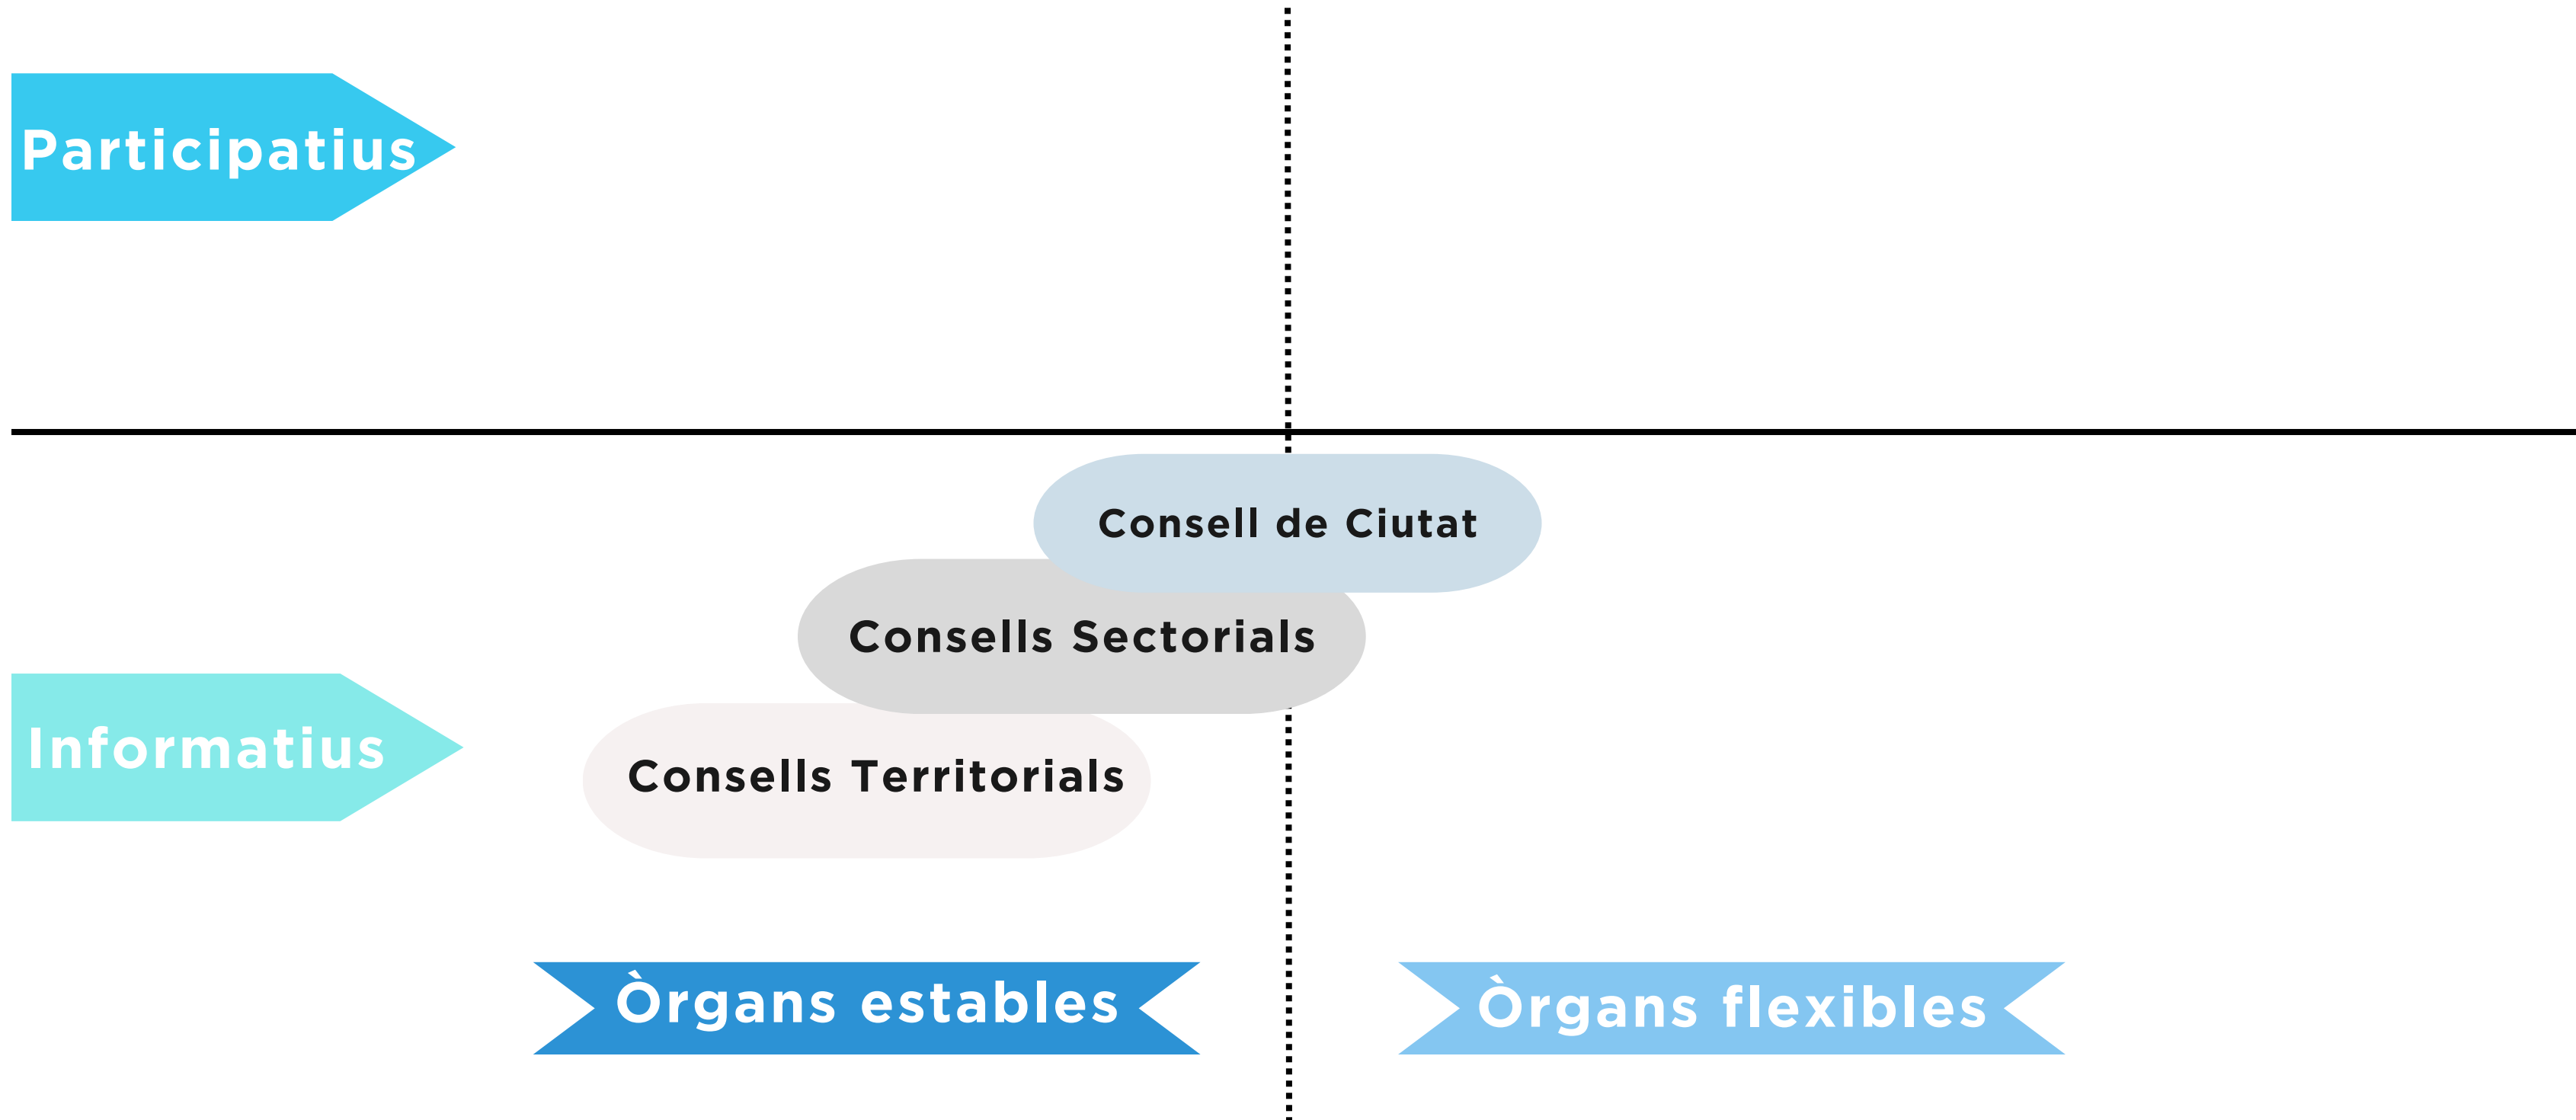 Participatius
Consell de Ciutat
Consells Sectorials
Informatius
Consells Territorials
Òrgans estables
Òrgans flexibles